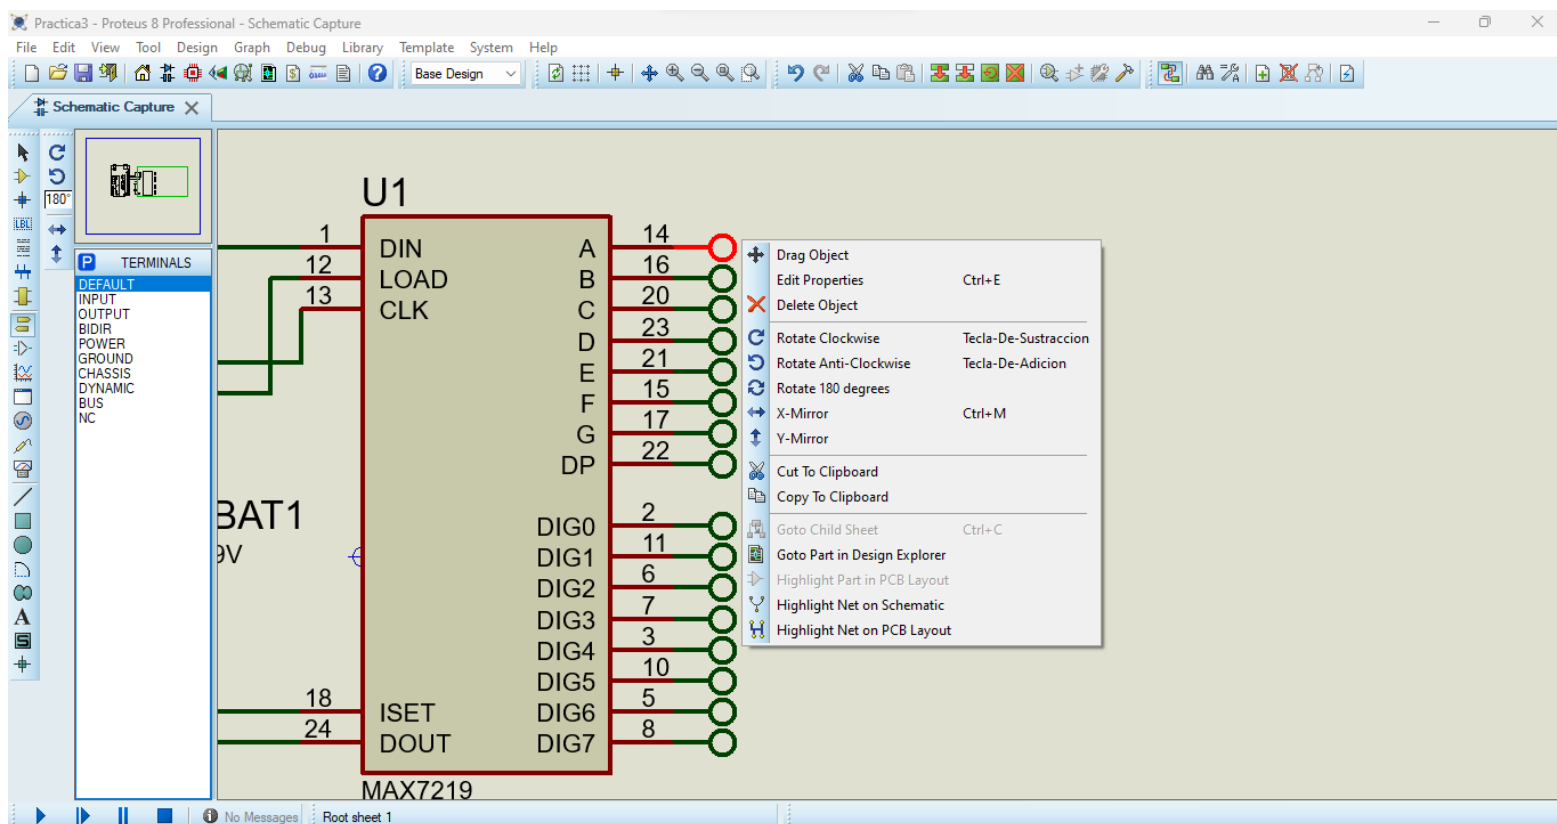 Practica3 - Proteus 8 Professional - Schematic Capture
File Edit View Tool Design Graph Debug Library Template System Help
Base Design
Schematic Capture
LBL
180°
P TERMINALS
DEFAULT
INPUT
OUTPUT
BIDIR
POWER
GROUND
CHASSIS
DYNAMIC
BUS
NC
A
S
U1
1 DIN A 14
12 LOAD B 16
13 CLK C 20
D 23
E 21
F 15
G 17
DP 22
BAT1
9V
DIG0 2
DIG1 11
DIG2 6
DIG3 7
DIG4 3
DIG5 10
18 ISET DIG6 5
24 DOUT DIG7 8
MAX7219
Drag Object
Edit Properties Ctrl+E
Delete Object
Rotate Clockwise Tecla-De-Sustraccion
Rotate Anti-Clockwise Tecla-De-Adicion
Rotate 180 degrees
X-Mirror Ctrl+M
Y-Mirror
Cut To Clipboard
Copy To Clipboard
Goto Child Sheet Ctrl+C
Goto Part in Design Explorer
Highlight Part in PCB Layout
Highlight Net on Schematic
Highlight Net on PCB Layout
No Messages Root sheet 1